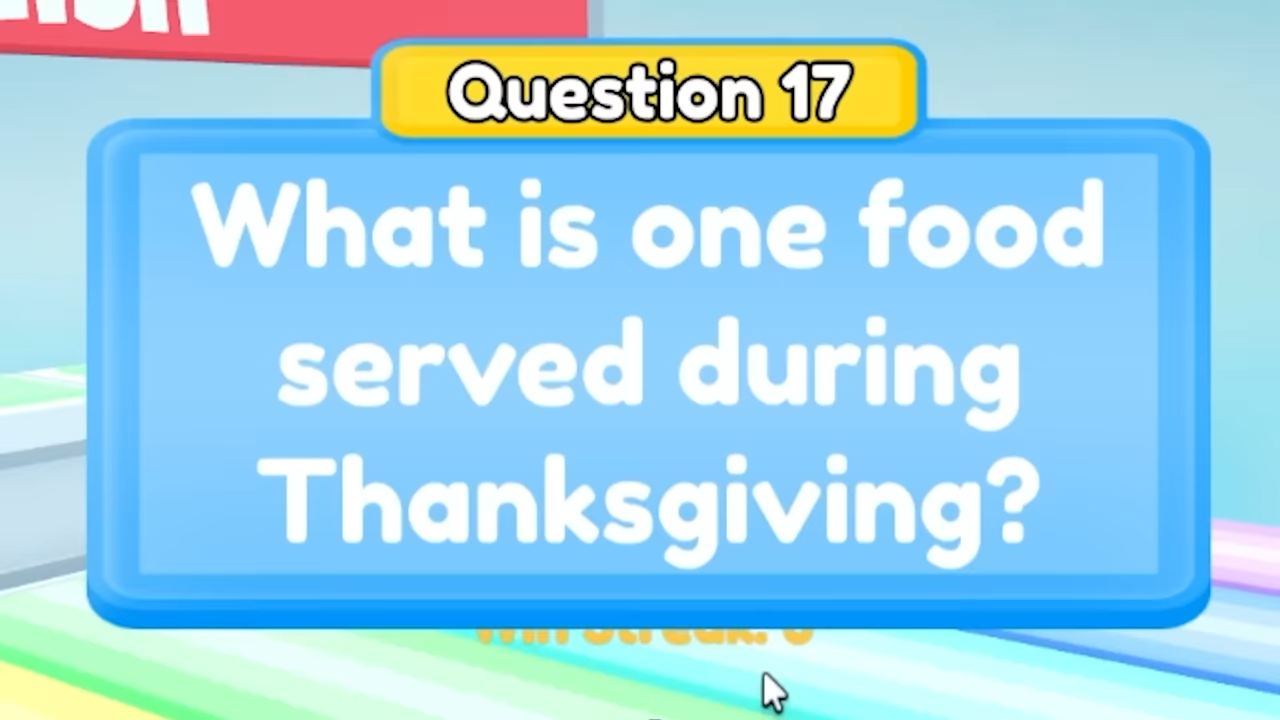 Question 17
What is one food
served during
Thanksgiving?